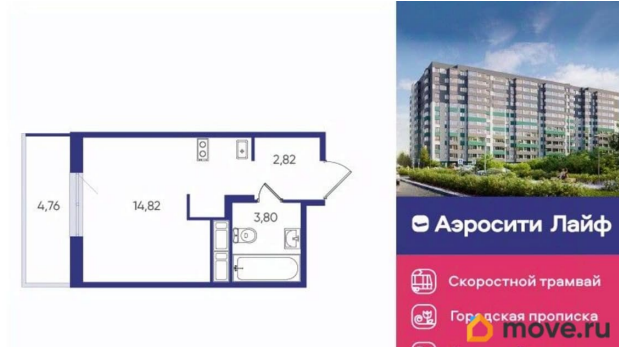 2,82
4,76
14,82
3,80
Аэросити Лайф
Скоростной трамвай
Городская прописка
move.ru